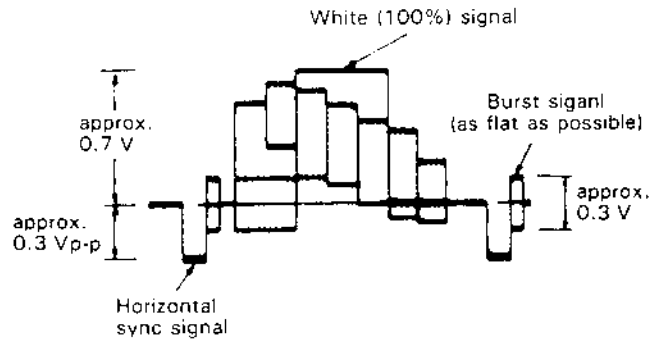 White (100%) signal
Burst siganl
(as flat as possible)
approx.
0.7 V
approx.
0.3 V
approx.
0.3 Vp-p
Horizontal
sync signal